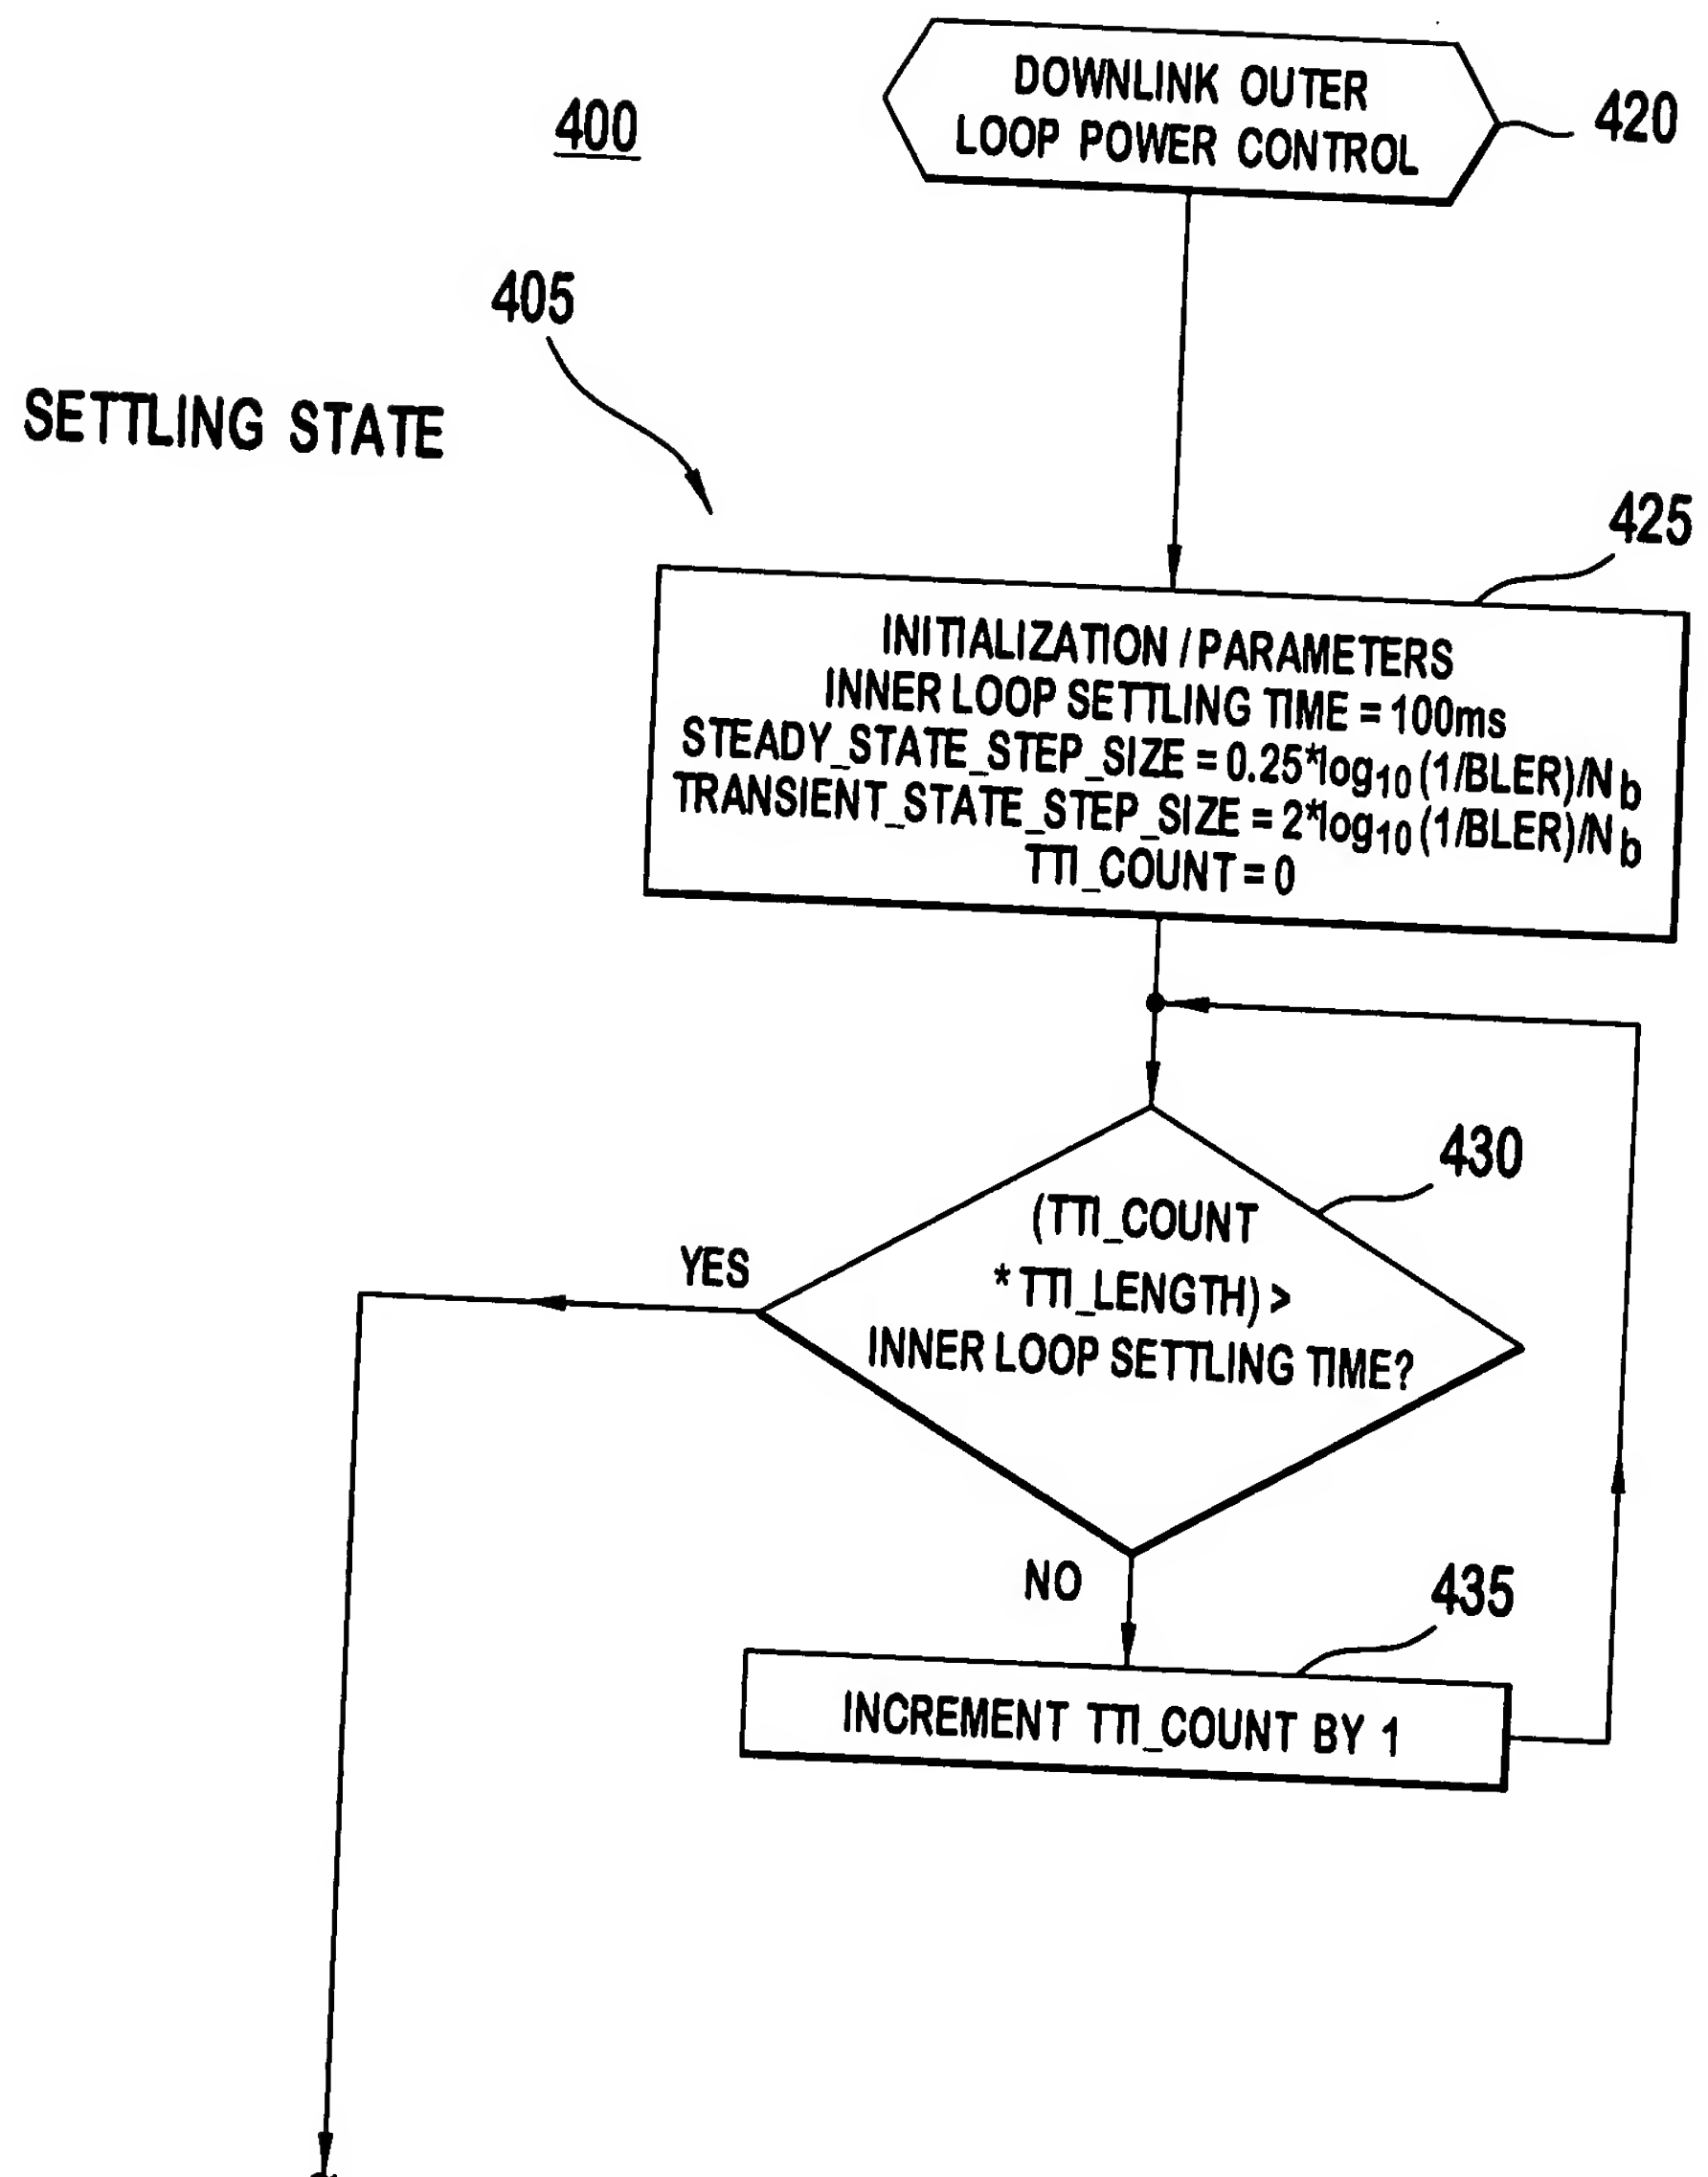 400
DOWNLINK OUTER
LOOP POWER CONTROL
420
405
SETTLING STATE
425
INITIALIZATION / PARAMETERS
INNER LOOP SETTLING TIME = 100ms
STEADY_STATE_STEP_SIZE = 0.25*log10 (1/BLER)/Nb
TRANSIENT_STATE_STEP_SIZE = 2*log10 (1/BLER)/Nb
TTI_COUNT = 0
430
(TTI_COUNT
* TTI_LENGTH) >
INNER LOOP SETTLING TIME?
YES
NO
435
INCREMENT TTI_COUNT BY 1